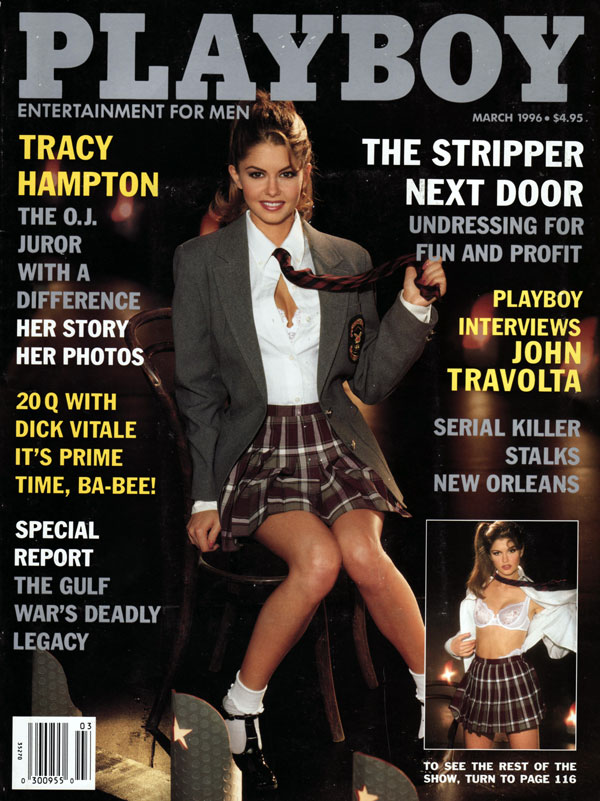 PLAYBOY
ENTERTAINMENT FOR MEN
MARCH 1996 • $4.95
TRACY
HAMPTON
THE O.J.
JUROR
WITH A
DIFFERENCE
HER STORY
HER PHOTOS
20 Q WITH
DICK VITALE
IT'S PRIME
TIME, BA-BEE!
SPECIAL
REPORT
THE GULF
WAR'S DEADLY
LEGACY
THE STRIPPER
NEXT DOOR
UNDRESSING FOR
FUN AND PROFIT
PLAYBOY
INTERVIEWS
JOHN
TRAVOLTA
SERIAL KILLER
STALKS
NEW ORLEANS
TO SEE THE REST OF THE
SHOW, TURN TO PAGE 116
03
35270
0 300955 0